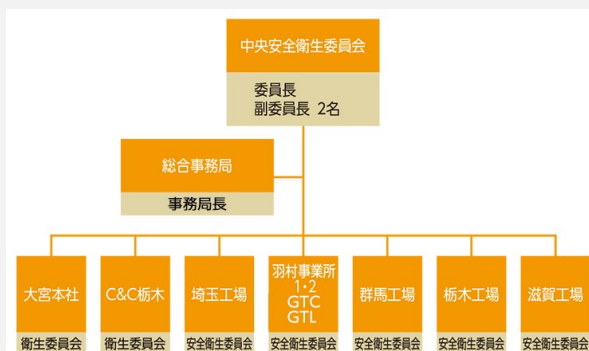 中央安全衛生委員会
委員長
副委員長 2名
総合事務局
事務局長
大宮本社
衛生委員会
C&C栃木
衛生委員会
埼玉工場
安全衛生委員会
羽村事業所
1・2
GTC
GTL
安全衛生委員会
群馬工場
安全衛生委員会
栃木工場
安全衛生委員会
滋賀工場
安全衛生委員会